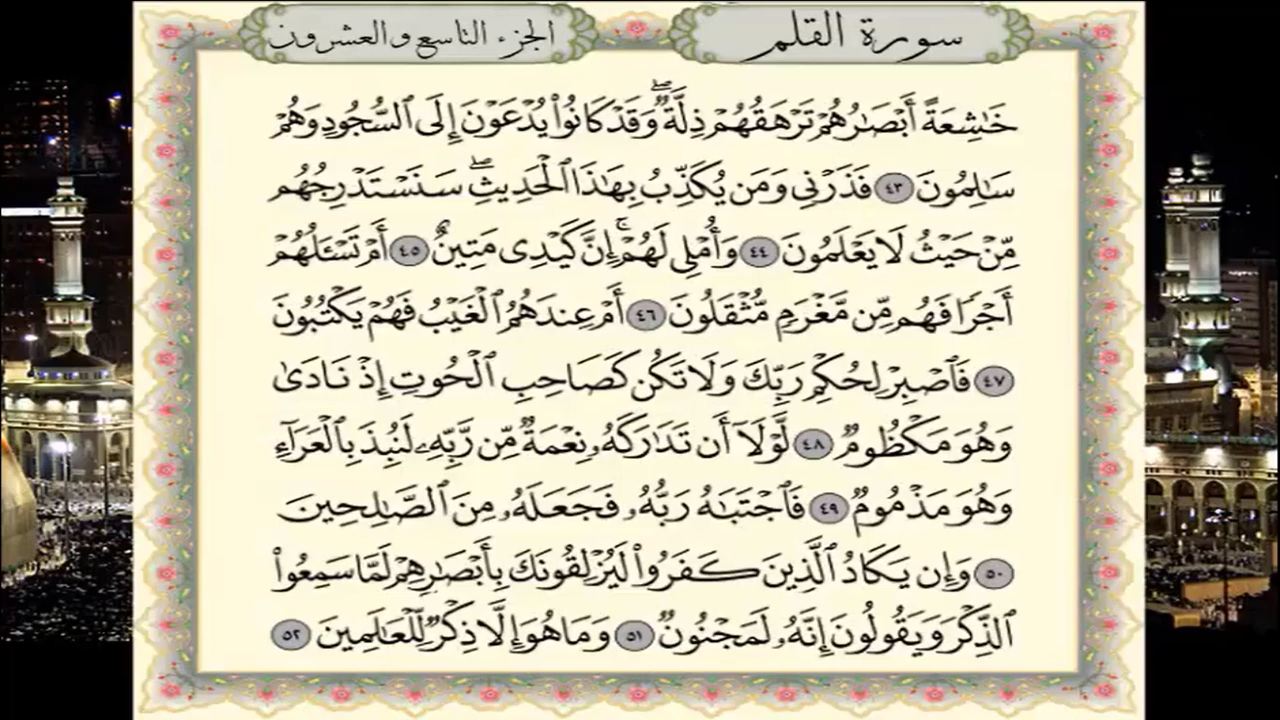 سورة القلم
الجزء التاسع والعشرون
خَٰشِعَةً أَبْصَٰرُهُمْ تَرْهَقُهُمْ ذِلَّةٌۖ وَقَدْ كَانُوا۟ يُدْعَوْنَ إِلَى ٱلسُّجُودِ وَهُمْ
سَٰلِمُونَ ٤٣ فَذَرْنِى وَمَن يُكَذِّبُ بِهَٰذَا ٱلْحَدِيثِۖ سَنَسْتَدْرِجُهُم
مِّنْ حَيْثُ لَا يَعْلَمُونَ ٤٤ وَأُمْلِى لَهُمْۚ إِنَّ كَيْدِى مَتِينٌ ٤٥ أَمْ تَسْـَٔلُهُمْ
أَجْرًا فَهُم مِّن مَّغْرَمٍ مُّثْقَلُونَ ٤٦ أَمْ عِندَهُمُ ٱلْغَيْبُ فَهُمْ يَكْتُبُونَ
٤٧ فَٱصْبِرْ لِحُكْمِ رَبِّكَ وَلَا تَكُن كَصَاحِبِ ٱلْحُوتِ إِذْ نَادَىٰ
وَهُوَ مَكْظُومٌ ٤٨ لَّوْلَآ أَن تَدَٰرَكَهُۥ نِعْمَةٌ مِّن رَّبِّهِۦ لَنُبِذَ بِٱلْعَرَآءِ
وَهُوَ مَذْمُومٌ ٤٩ فَٱجْتَبَٰهُ رَبُّهُۥ فَجَعَلَهُۥ مِنَ ٱلصَّٰلِحِينَ
٥٠ وَإِن يَكَادُ ٱلَّذِينَ كَفَرُوا۟ لَيُزْلِقُونَكَ بِأَبْصَٰرِهِمْ لَمَّا سَمِعُوا۟
ٱلذِّكْرَ وَيَقُولُونَ إِنَّهُۥ لَمَجْنُونٌ ٥١ وَمَا هُوَ إِلَّا ذِكْرٌ لِّلْعَٰلَمِينَ ٥٢